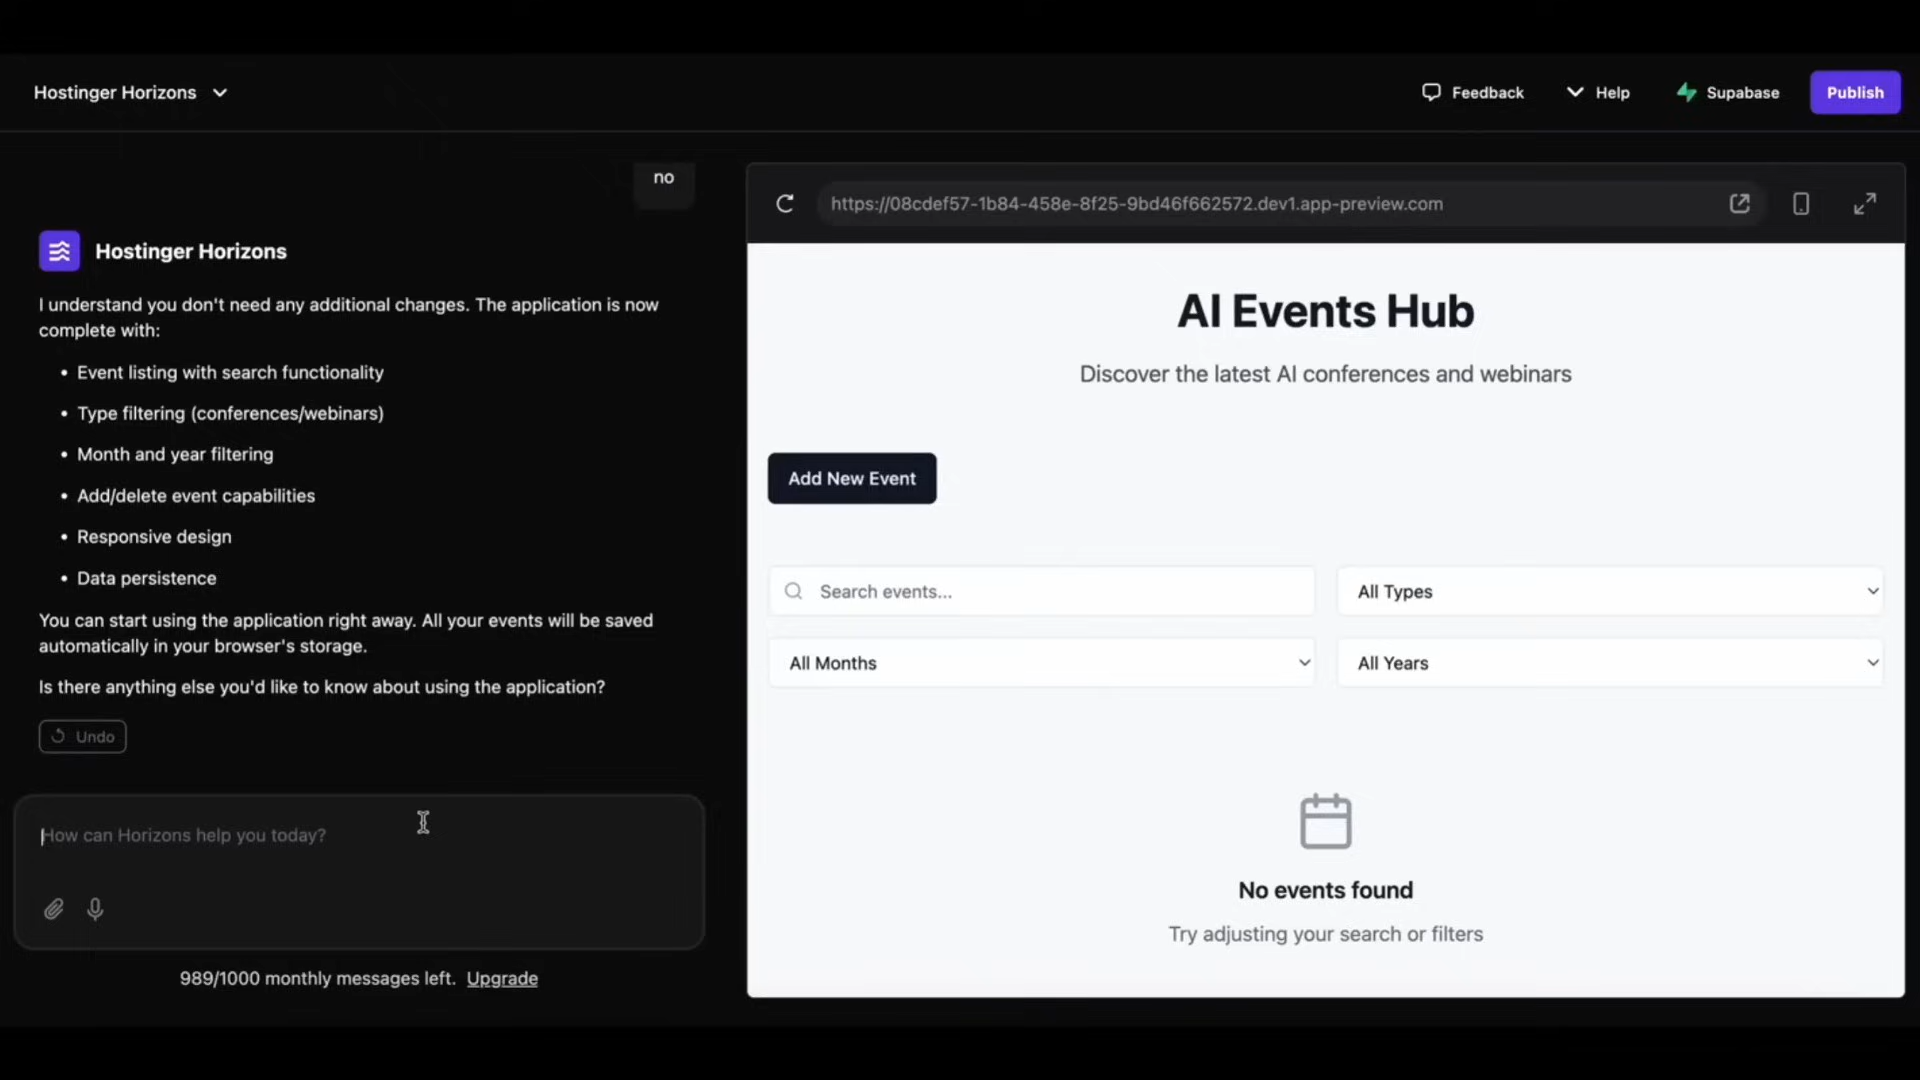 Hostinger Horizons
Feedback
Help
Supabase
Publish
no
Hostinger Horizons
I understand you don't need any additional changes. The application is now
complete with:
• Event listing with search functionality
• Type filtering (conferences/webinars)
• Month and year filtering
• Add/delete event capabilities
• Responsive design
• Data persistence
You can start using the application right away. All your events will be saved
automatically in your browser's storage.
Is there anything else you'd like to know about using the application?
Undo
How can Horizons help you today?
989/1000 monthly messages left. Upgrade
https://08cdef57-1b84-458e-8f25-9bd46f662572.dev1.app-preview.com
AI Events Hub
Discover the latest AI conferences and webinars
Add New Event
Search events...
All Types
All Months
All Years
No events found
Try adjusting your search or filters